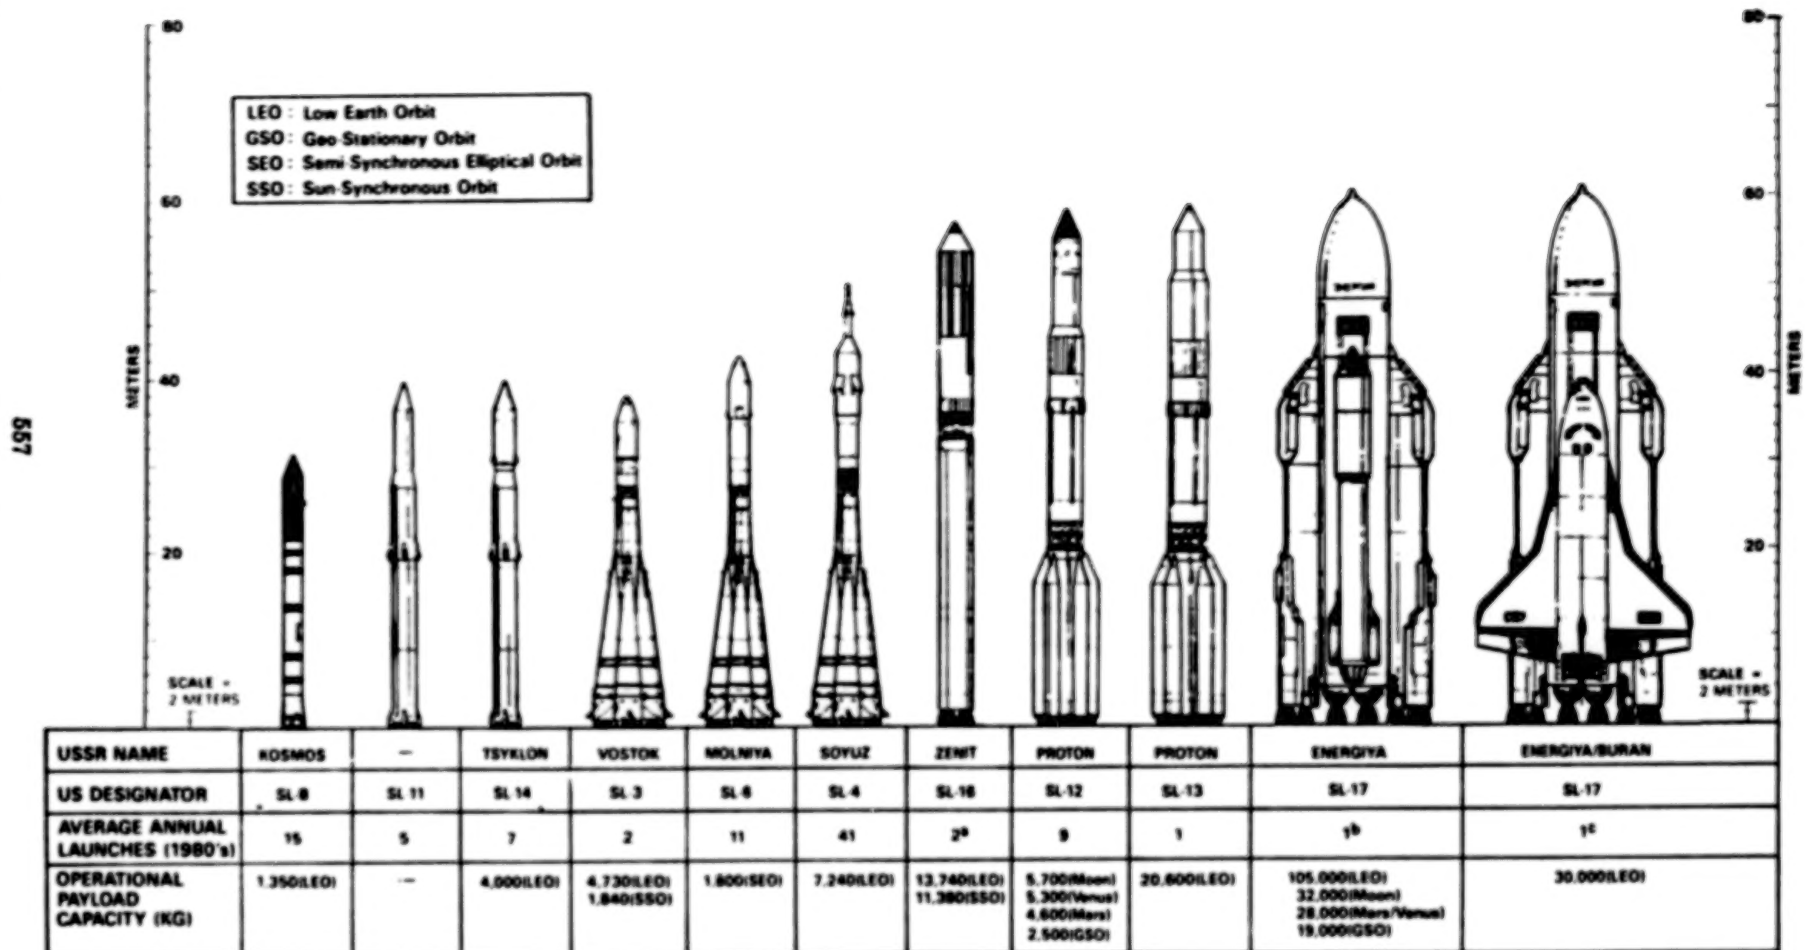 80
60
40
20
METERS
557
LEO : Low Earth Orbit
GSO : Geo-Stationary Orbit
SEO : Semi-Synchronous Elliptical Orbit
SSO : Sun-Synchronous Orbit
SCALE =
2 METERS
80
60
40
20
METERS
SCALE =
2 METERS
USSR NAME KOSMOS — TSYKLON VOSTOK MOLNIYA SOYUZ ZENIT PROTON PROTON ENERGIYA ENERGIYA/BURAN
US DESIGNATOR SL-8 SL-11 SL-14 SL-3 SL-6 SL-4 SL-16 SL-12 SL-13 SL-17 SL-17
AVERAGE ANNUAL
LAUNCHES (1980's) 15 5 7 2 11 41 2a 9 1 1b 1c
OPERATIONAL
PAYLOAD
CAPACITY (KG)
1.350(LEO) — 4,000(LEO) 4,730(LEO) 1.800(SEO) 7.240(LEO) 13,740(LEO) 5,700(Moon) 20,600(LEO) 105,000(LEO) 30.000(LEO)
1.840(SSO) 11,380(SSO) 5,300(Venus) 32,000(Moon)
4,600(Mars) 28,000(Mars/Venus)
2,500(GSO) 19,000(GSO)